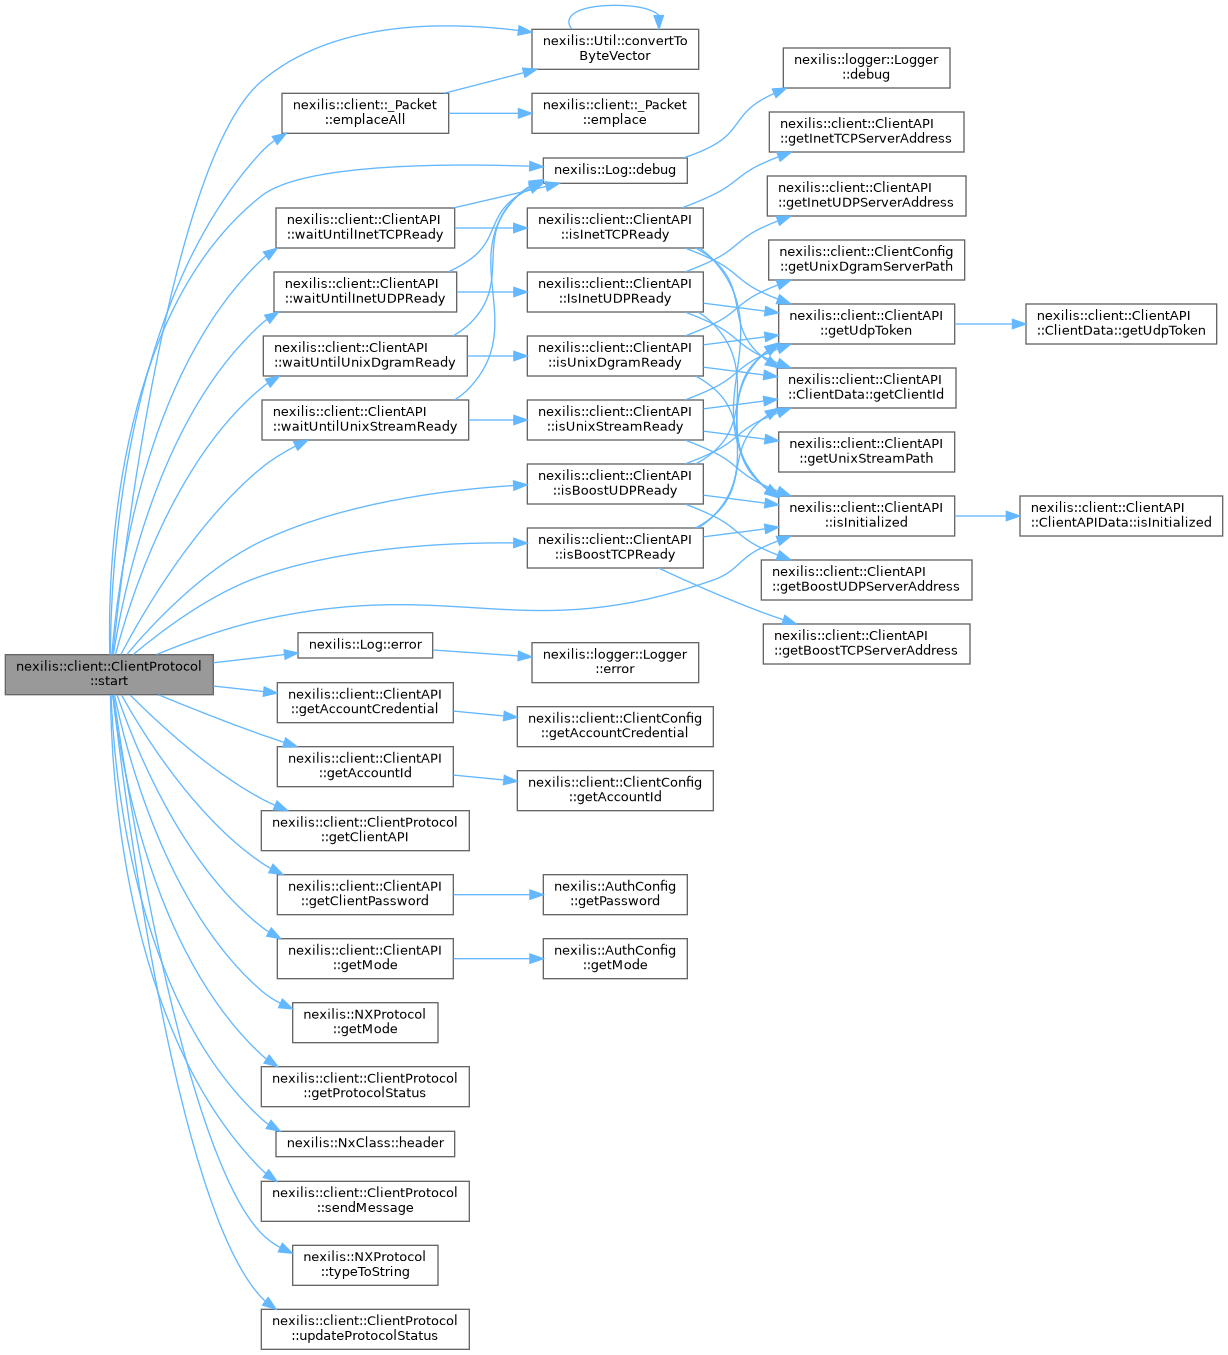 nexilis::client::ClientProtocol
::start
nexilis::Util::convertTo
ByteVector
nexilis::client::_Packet
::emplaceAll
nexilis::client::_Packet
::emplace
nexilis::Log::debug
nexilis::logger::Logger
::debug
nexilis::client::ClientAPI
::waitUntilInetTCPReady
nexilis::client::ClientAPI
::isInetTCPReady
nexilis::client::ClientAPI
::getInetTCPServerAddress
nexilis::client::ClientAPI
::getInetUDPServerAddress
nexilis::client::ClientConfig
::getUnixDgramServerPath
nexilis::client::ClientAPI
::waitUntilInetUDPReady
nexilis::client::ClientAPI
::IsInetUDPReady
nexilis::client::ClientAPI
::getUdpToken
nexilis::client::ClientAPI
::ClientData::getUdpToken
nexilis::client::ClientAPI
::waitUntilUnixDgramReady
nexilis::client::ClientAPI
::isUnixDgramReady
nexilis::client::ClientAPI
::ClientData::getClientId
nexilis::client::ClientAPI
::waitUntilUnixStreamReady
nexilis::client::ClientAPI
::isUnixStreamReady
nexilis::client::ClientAPI
::getUnixStreamPath
nexilis::client::ClientAPI
::isBoostUDPReady
nexilis::client::ClientAPI
::isInitialized
nexilis::client::ClientAPI
::ClientAPIData::isInitialized
nexilis::client::ClientAPI
::isBoostTCPReady
nexilis::client::ClientAPI
::getBoostUDPServerAddress
nexilis::client::ClientAPI
::getBoostTCPServerAddress
nexilis::Log::error
nexilis::logger::Logger
::error
nexilis::client::ClientAPI
::getAccountCredential
nexilis::client::ClientConfig
::getAccountCredential
nexilis::client::ClientAPI
::getAccountId
nexilis::client::ClientConfig
::getAccountId
nexilis::client::ClientProtocol
::getClientAPI
nexilis::client::ClientAPI
::getClientPassword
nexilis::AuthConfig
::getPassword
nexilis::client::ClientAPI
::getMode
nexilis::AuthConfig
::getMode
nexilis::NXProtocol
::getMode
nexilis::client::ClientProtocol
::getProtocolStatus
nexilis::NxClass::header
nexilis::client::ClientProtocol
::sendMessage
nexilis::NXProtocol
::typeToString
nexilis::client::ClientProtocol
::updateProtocolStatus